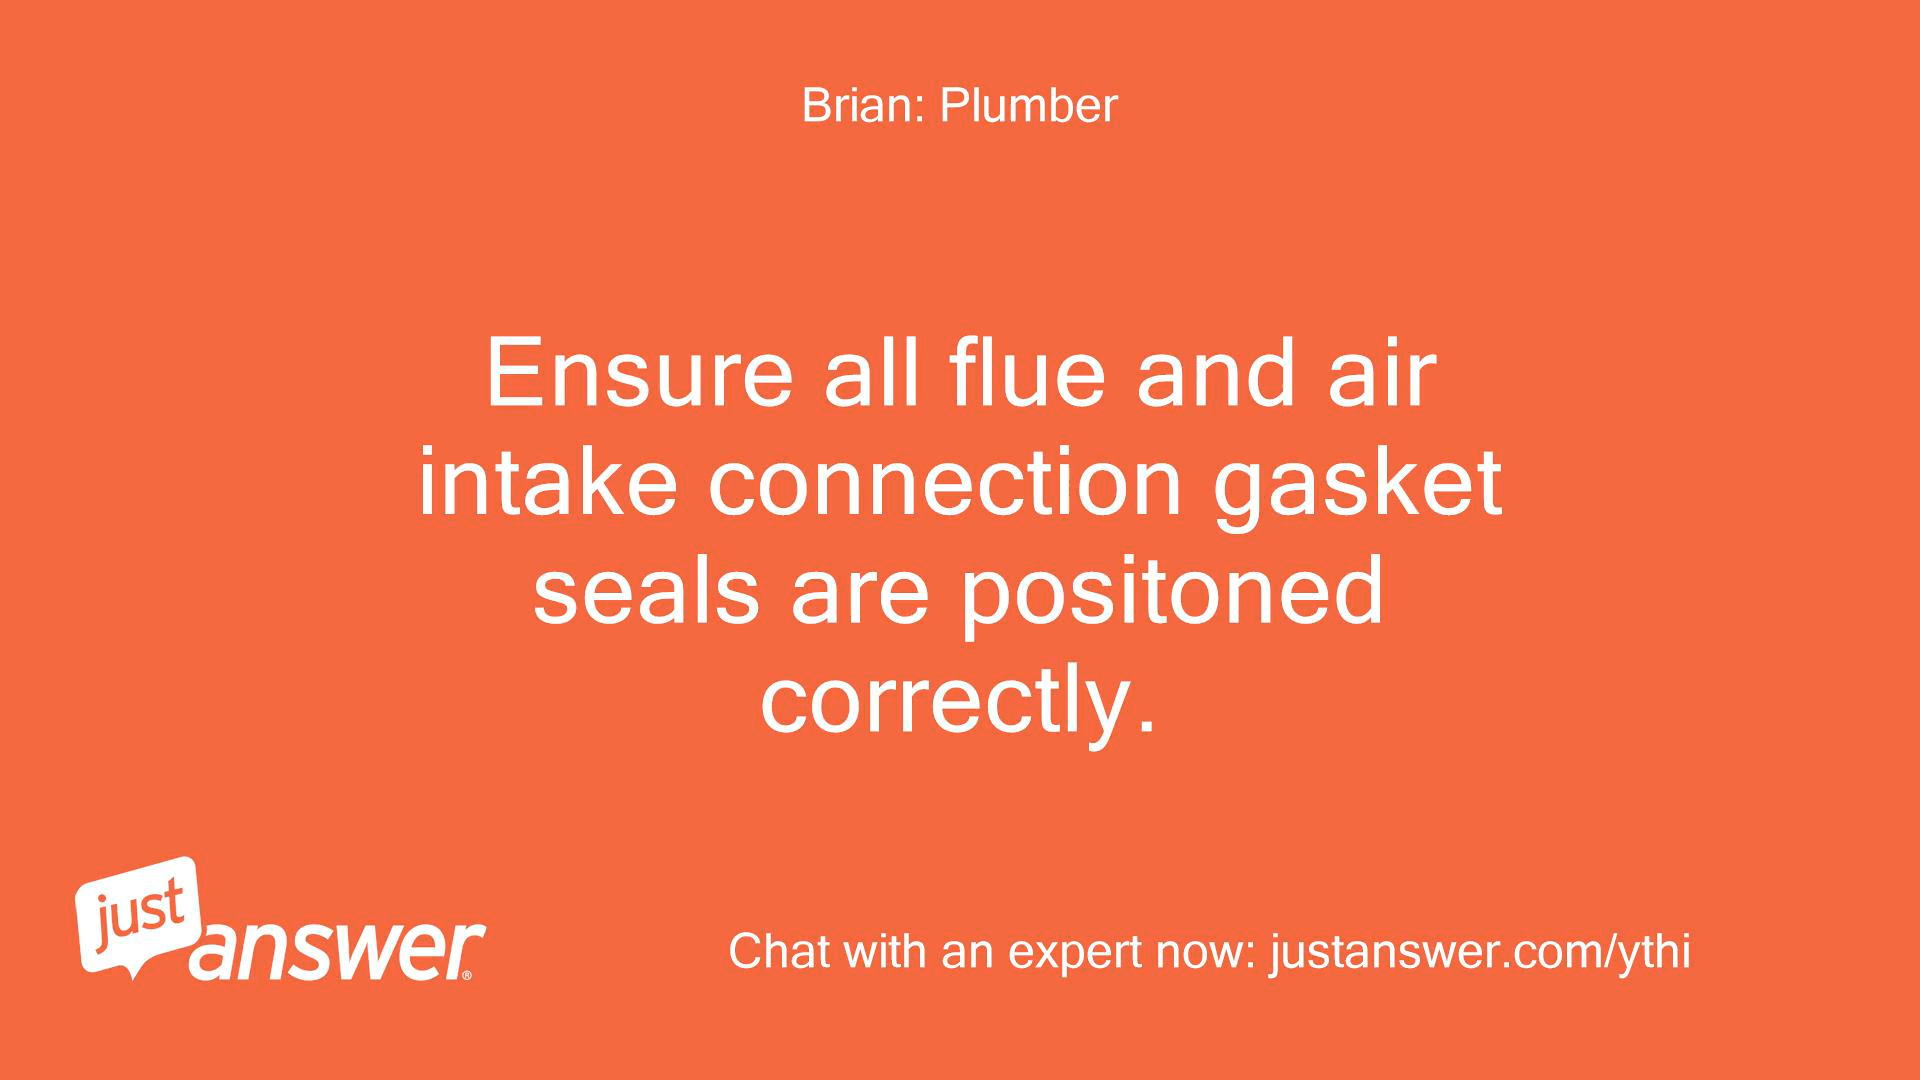 Brian: Plumber
Ensure all flue and air
intake connection gasket
seals are positoned
correctly.
just
answer®
Chat with an expert now: justanswer.com/ythi